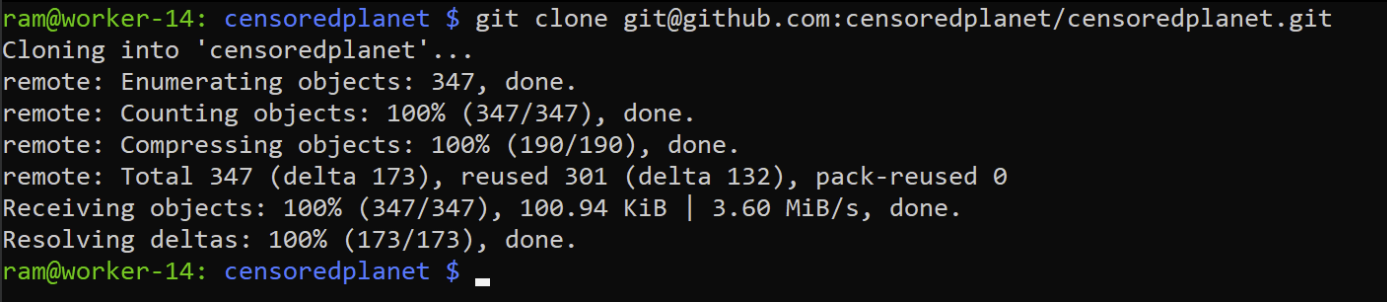 ram@worker-14: censoredplanet $ git clone git@github.com:censoredplanet/censoredplanet.git
Cloning into 'censoredplanet'...
remote: Enumerating objects: 347, done.
remote: Counting objects: 100% (347/347), done.
remote: Compressing objects: 100% (190/190), done.
remote: Total 347 (delta 173), reused 301 (delta 132), pack-reused 0
Receiving objects: 100% (347/347), 100.94 KiB | 3.60 MiB/s, done.
Resolving deltas: 100% (173/173), done.
ram@worker-14: censoredplanet $